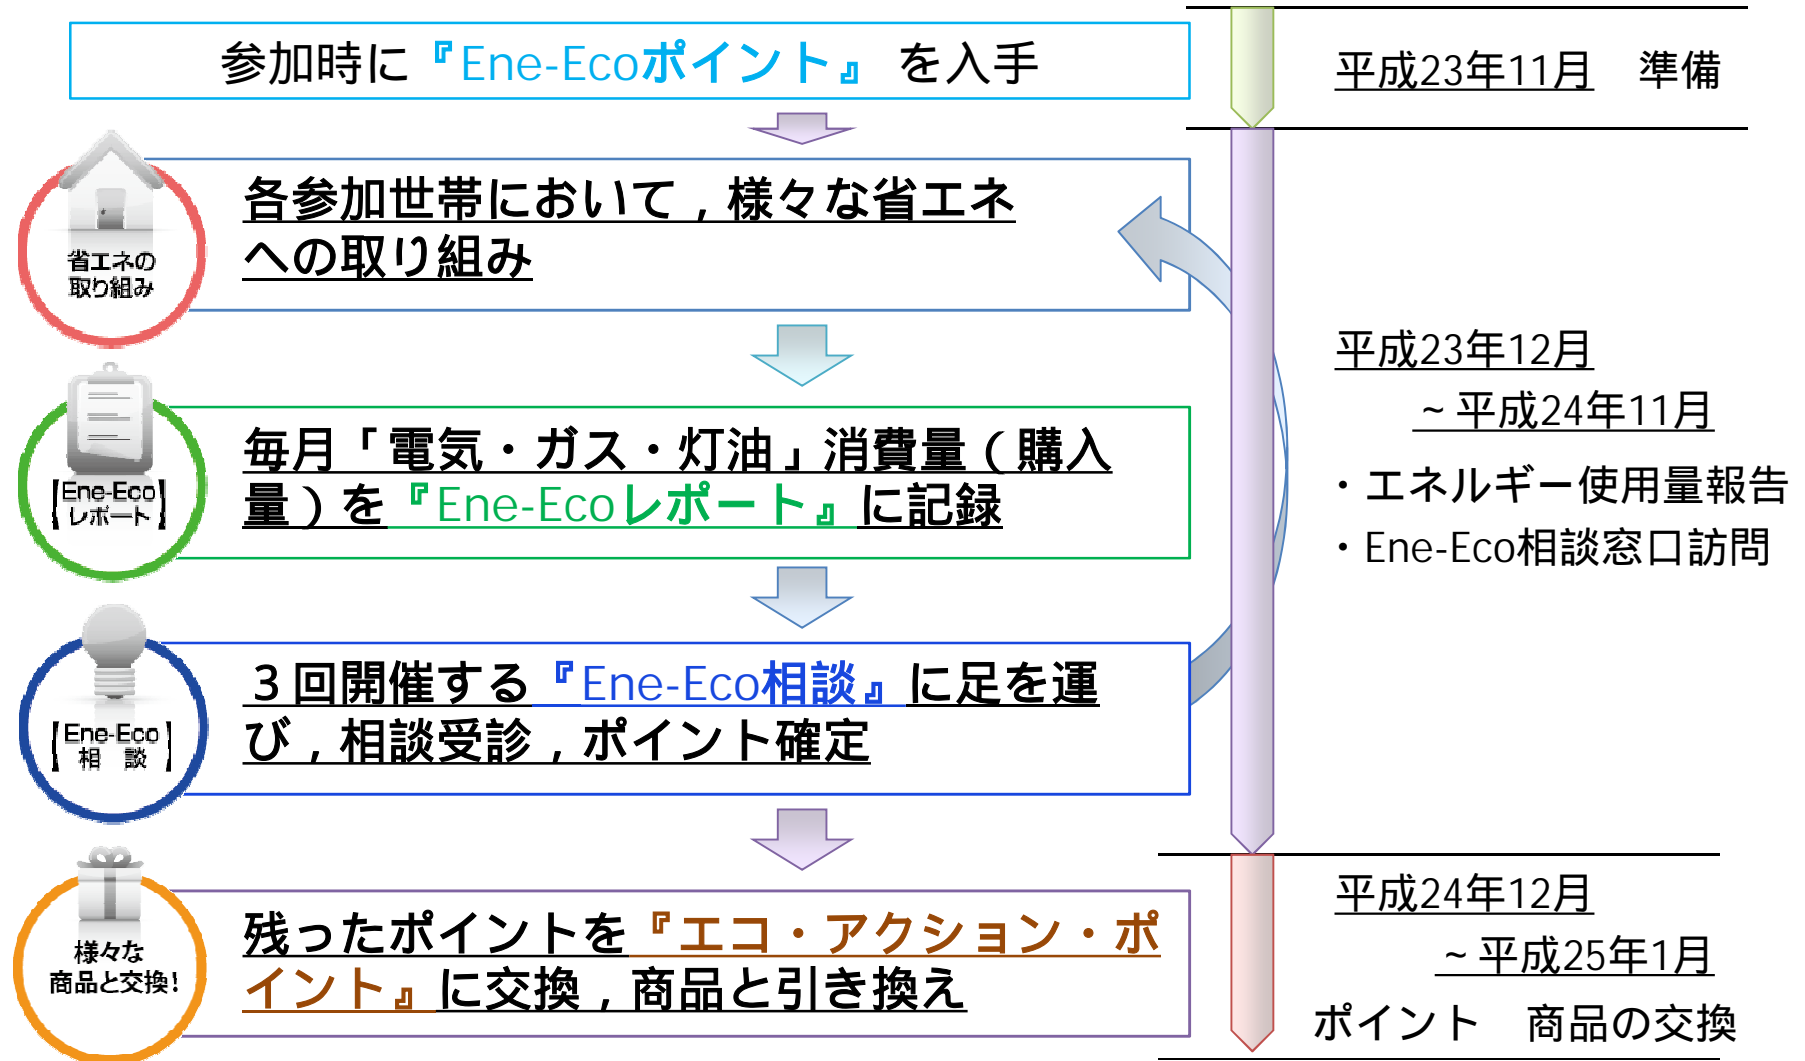 参加時に『Ene-Ecoポイント』 を入手
平成23年11月　準備
省エネの
取り組み
各参加世帯において，様々な省エネ
への取り組み
【Ene-Eco
レポート】
毎月「電気・ガス・灯油」消費量（購入
量）を『Ene-Ecoレポート』に記録
平成23年12月
～平成24年11月
・エネルギー使用量報告
・Ene-Eco相談窓口訪問
【Ene-Eco
相　談】
３回開催する『Ene-Eco相談』に足を運
び，相談受診，ポイント確定
様々な
商品と交換!
残ったポイントを『エコ・アクション・ポ
イント』に交換，商品と引き換え
平成24年12月
～平成25年1月
ポイント　商品の交換